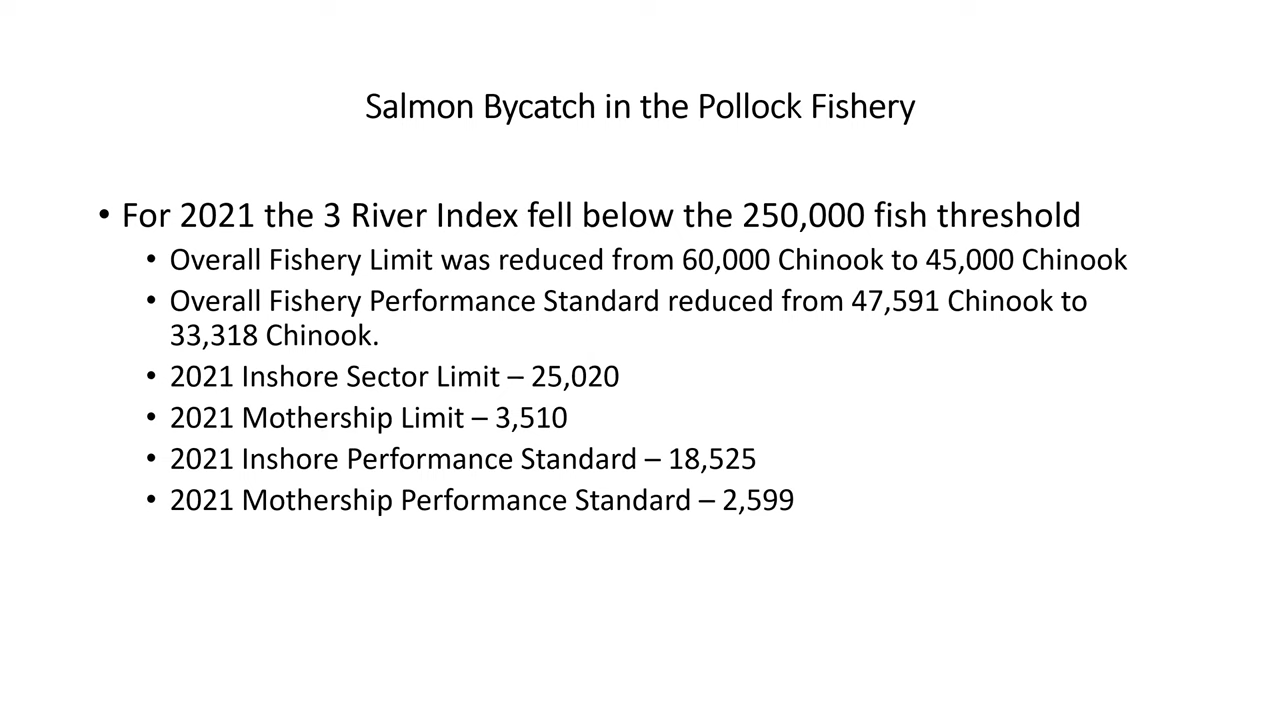 Salmon Bycatch in the Pollock Fishery
• For 2021 the 3 River Index fell below the 250,000 fish threshold
• Overall Fishery Limit was reduced from 60,000 Chinook to 45,000 Chinook
• Overall Fishery Performance Standard reduced from 47,591 Chinook to
33,318 Chinook.
• 2021 Inshore Sector Limit – 25,020
• 2021 Mothership Limit – 3,510
• 2021 Inshore Performance Standard – 18,525
• 2021 Mothership Performance Standard – 2,599